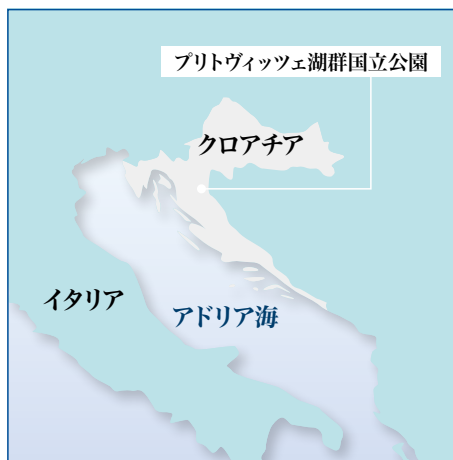 プリトヴィッツェ湖群国立公園
クロアチア
イタリア
アドリア海